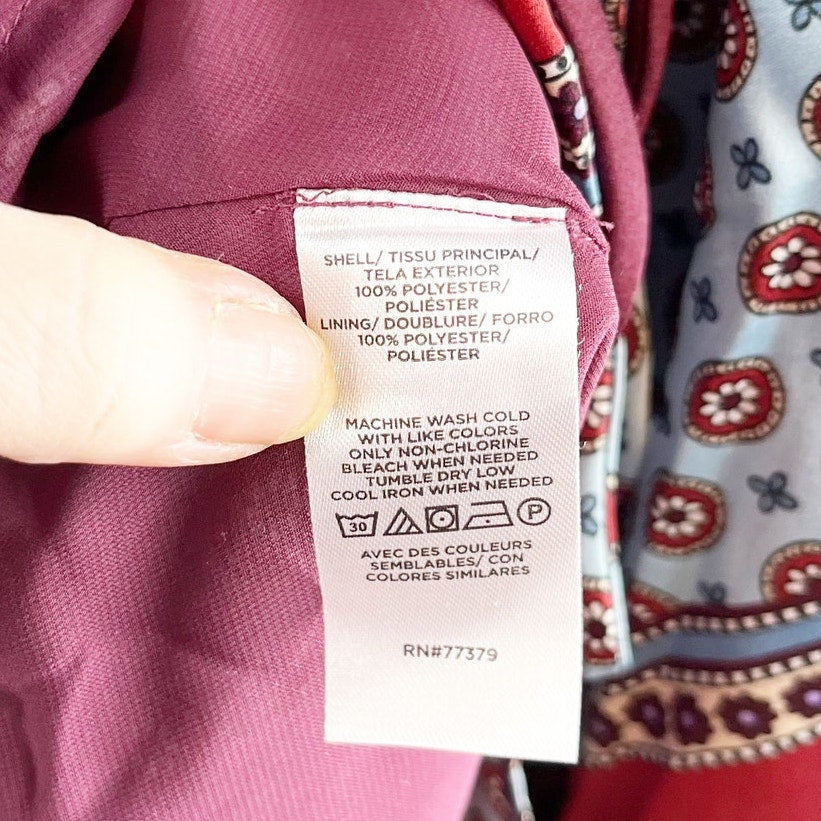 SHELL/ TISSU PRINCIPAL/
TELA EXTERIOR
100% POLYESTER/
POLIÉSTER
LINING/ DOUBLURE/ FORRO
100% POLYESTER/
POLIÉSTER
MACHINE WASH COLD
WITH LIKE COLORS
ONLY NON-CHLORINE
BLEACH WHEN NEEDED
TUMBLE DRY LOW
COOL IRON WHEN NEEDED
30 P
AVEC DES COULEURS
SEMBLABLES/ CON
COLORES SIMILARES
RN#77379